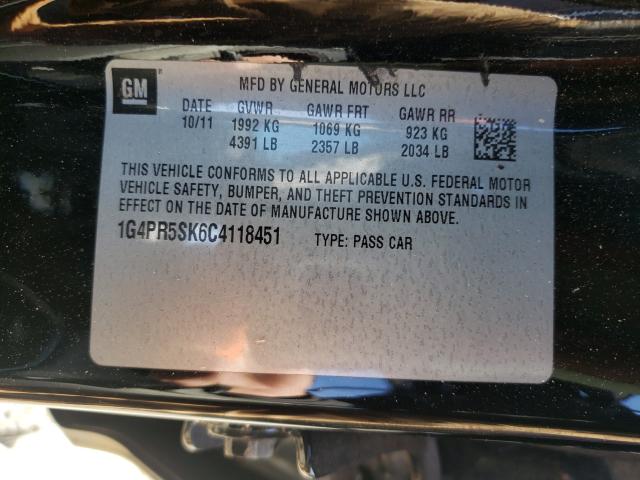 GM
MFD BY GENERAL MOTORS LLC
DATE GVWR GAWR FRT GAWR RR
10/11 1992 KG 1069 KG 923 KG
4391 LB 2357 LB 2034 LB
THIS VEHICLE CONFORMS TO ALL APPLICABLE U.S. FEDERAL MOTOR
VEHICLE SAFETY, BUMPER, AND THEFT PREVENTION STANDARDS IN
EFFECT ON THE DATE OF MANUFACTURE SHOWN ABOVE.
1G4PR5SK6C4118451 TYPE: PASS CAR